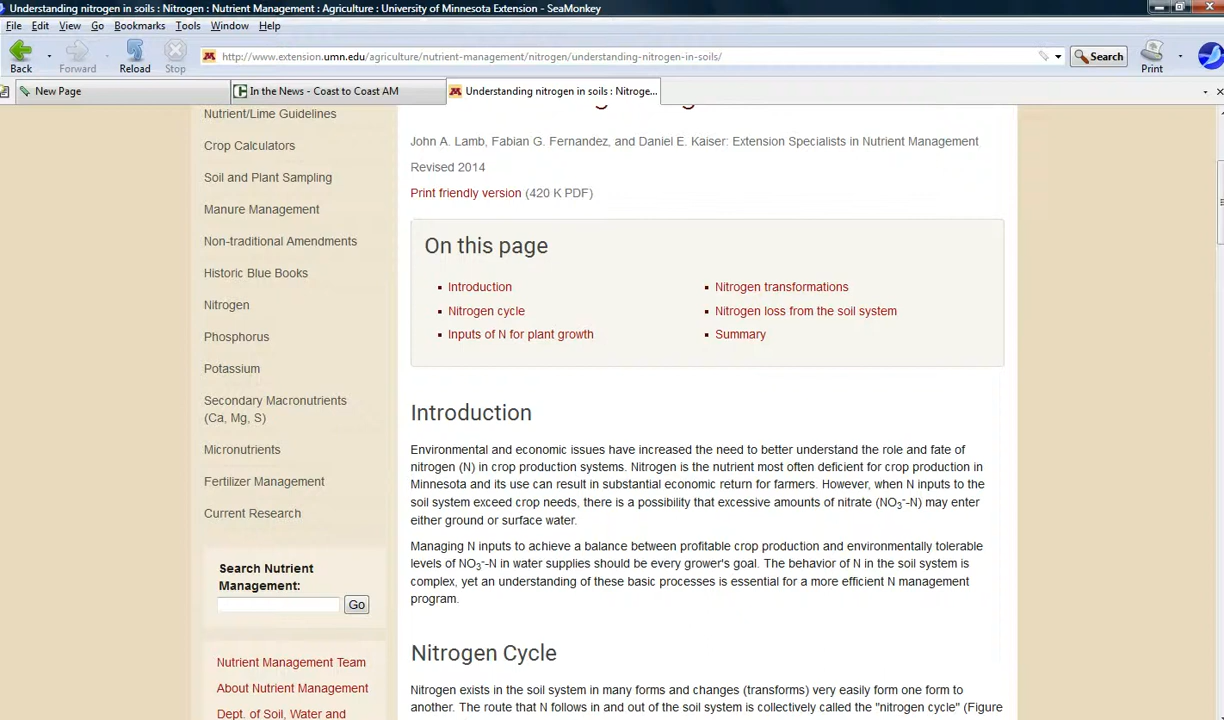 Understanding nitrogen in soils : Nitrogen : Nutrient Management : Agriculture : University of Minnesota Extension - SeaMonkey
File Edit View Go Bookmarks Tools Window Help
Back Forward Reload Stop
http://www.extension.umn.edu/agriculture/nutrient-management/nitrogen/understanding-nitrogen-in-soils/
Search
Print
New Page
In the News - Coast to Coast AM
Understanding nitrogen in soils : Nitroge...
Nutrient/Lime Guidelines
Crop Calculators
Soil and Plant Sampling
Manure Management
Non-traditional Amendments
Historic Blue Books
Nitrogen
Phosphorus
Potassium
Secondary Macronutrients
(Ca, Mg, S)
Micronutrients
Fertilizer Management
Current Research
Search Nutrient
Management:
Go
Nutrient Management Team
About Nutrient Management
Dept. of Soil, Water and
John A. Lamb, Fabian G. Fernandez, and Daniel E. Kaiser: Extension Specialists in Nutrient Management
Revised 2014
Print friendly version (420 K PDF)
On this page
Introduction
Nitrogen cycle
Inputs of N for plant growth
Nitrogen transformations
Nitrogen loss from the soil system
Summary
Introduction
Environmental and economic issues have increased the need to better understand the role and fate of
nitrogen (N) in crop production systems. Nitrogen is the nutrient most often deficient for crop production in
Minnesota and its use can result in substantial economic return for farmers. However, when N inputs to the
soil system exceed crop needs, there is a possibility that excessive amounts of nitrate (NO₃⁻-N) may enter
either ground or surface water.
Managing N inputs to achieve a balance between profitable crop production and environmentally tolerable
levels of NO₃⁻-N in water supplies should be every grower's goal. The behavior of N in the soil system is
complex, yet an understanding of these basic processes is essential for a more efficient N management
program.
Nitrogen Cycle
Nitrogen exists in the soil system in many forms and changes (transforms) very easily form one form to
another. The route that N follows in and out of the soil system is collectively called the "nitrogen cycle" (Figure